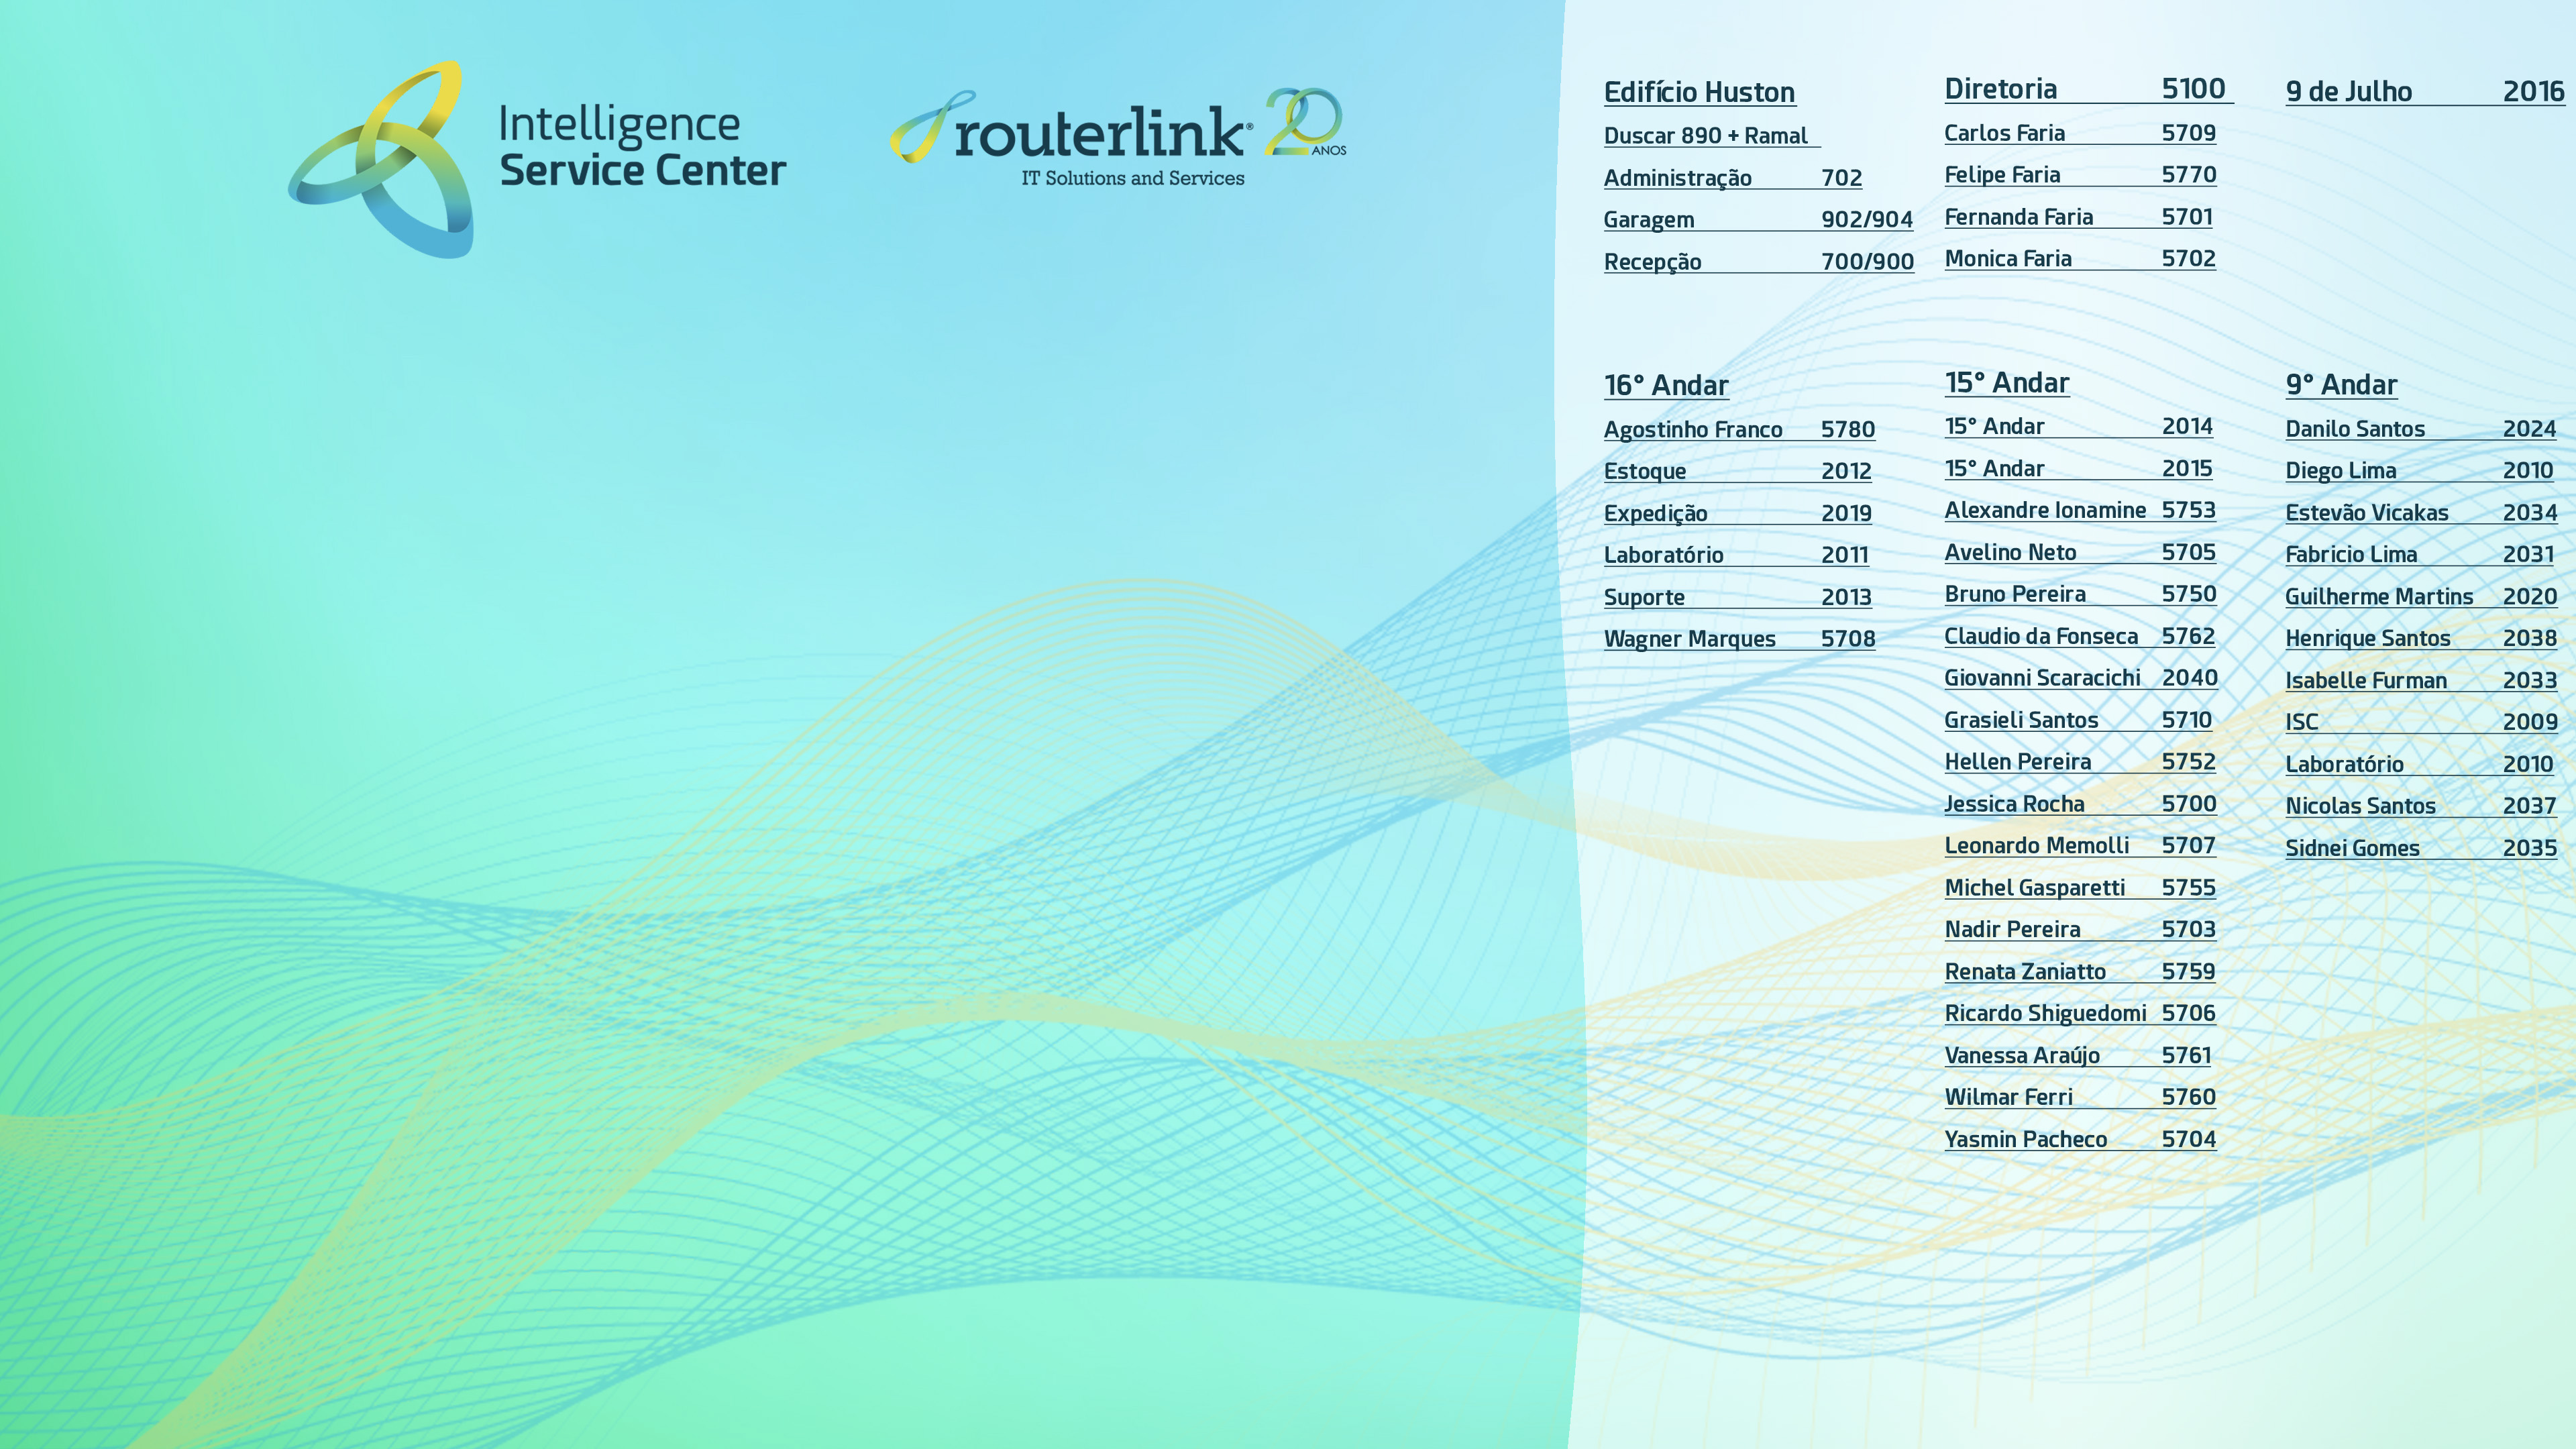 Intelligence
Service Center
routerlink®
20
ANOS
IT Solutions and Services
Edifício Huston
Duscar 890 + Ramal
Administração 702
Garagem 902/904
Recepção 700/900
Diretoria 5100
Carlos Faria 5709
Felipe Faria 5770
Fernanda Faria 5701
Monica Faria 5702
9 de Julho 2016
16° Andar
Agostinho Franco 5780
Estoque 2012
Expedição 2019
Laboratório 2011
Suporte 2013
Wagner Marques 5708
15° Andar
15° Andar 2014
15° Andar 2015
Alexandre Ionamine 5753
Avelino Neto 5705
Bruno Pereira 5750
Claudio da Fonseca 5762
Giovanni Scaracichi 2040
Grasieli Santos 5710
Hellen Pereira 5752
Jessica Rocha 5700
Leonardo Memolli 5707
Michel Gasparetti 5755
Nadir Pereira 5703
Renata Zaniatto 5759
Ricardo Shiguedomi 5706
Vanessa Araújo 5761
Wilmar Ferri 5760
Yasmin Pacheco 5704
9° Andar
Danilo Santos 2024
Diego Lima 2010
Estevão Vicakas 2034
Fabricio Lima 2031
Guilherme Martins 2020
Henrique Santos 2038
Isabelle Furman 2033
ISC 2009
Laboratório 2010
Nicolas Santos 2037
Sidnei Gomes 2035